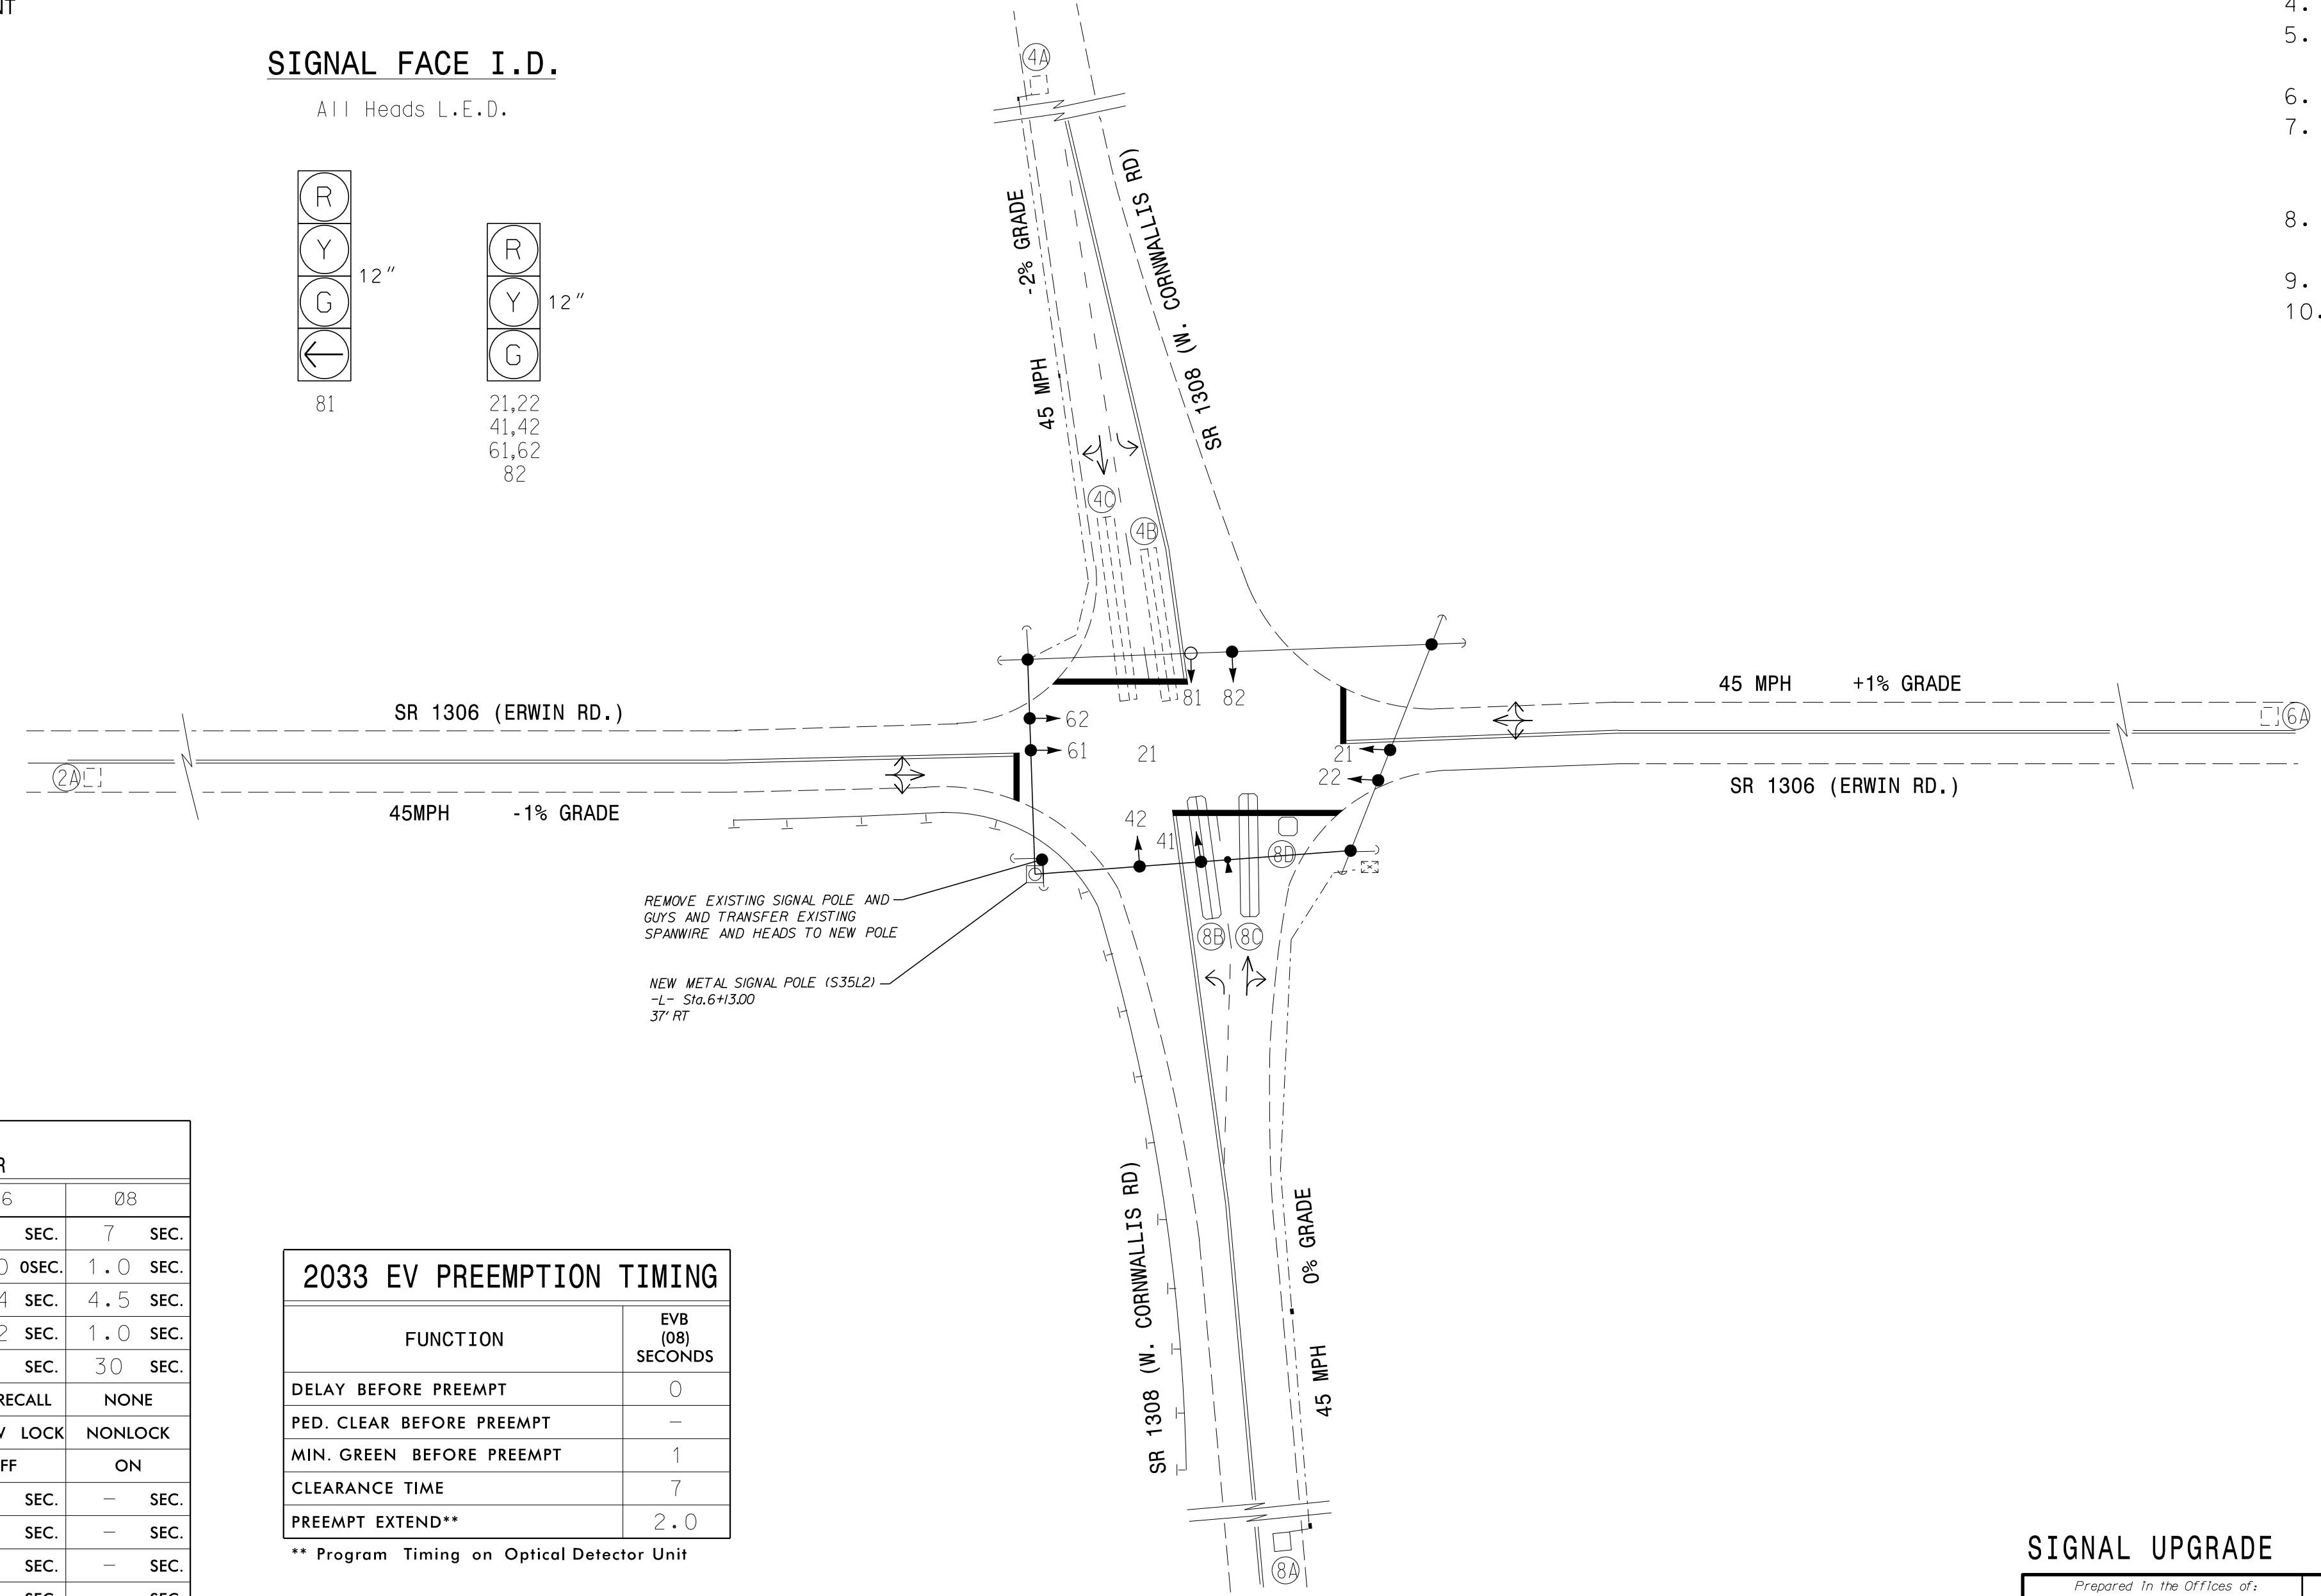 NT
SIGNAL FACE I.D.
All Heads L.E.D.
R
Y
G
12"
81
R
Y
G
12"
21,22
41,42
61,62
82
4.
5.
6.
7.
8.
9.
10.
4A
-2% GRADE
45 MPH
SR 1308 (W. CORNWALLIS RD)
4C
4B
81
82
62
61
21
21
22
42
41
SR 1306 (ERWIN RD.)
2A
45MPH -1% GRADE
45 MPH +1% GRADE
6A
SR 1306 (ERWIN RD.)
8D
8B
8C
REMOVE EXISTING SIGNAL POLE AND
GUYS AND TRANSFER EXISTING
SPANWIRE AND HEADS TO NEW POLE
NEW METAL SIGNAL POLE (S35L2)
-L- Sta.6+13.00
37' RT
SR 1308 (W. CORNWALLIS RD)
0% GRADE
45 MPH
8A
R
6 Ø8
SEC. 7 SEC.
0 0SEC. 1.0 SEC.
4 SEC. 4.5 SEC.
2 SEC. 1.0 SEC.
SEC. 30 SEC.
RECALL NONE
LOCK NONLOCK
FF ON
SEC. - SEC.
SEC. - SEC.
SEC. - SEC.
2033 EV PREEMPTION TIMING
FUNCTION
EVB
(08)
SECONDS
DELAY BEFORE PREEMPT 0
PED. CLEAR BEFORE PREEMPT -
MIN. GREEN BEFORE PREEMPT 1
CLEARANCE TIME 7
PREEMPT EXTEND** 2.0
** Program Timing on Optical Detector Unit
SIGNAL UPGRADE
Prepared in the Offices of: